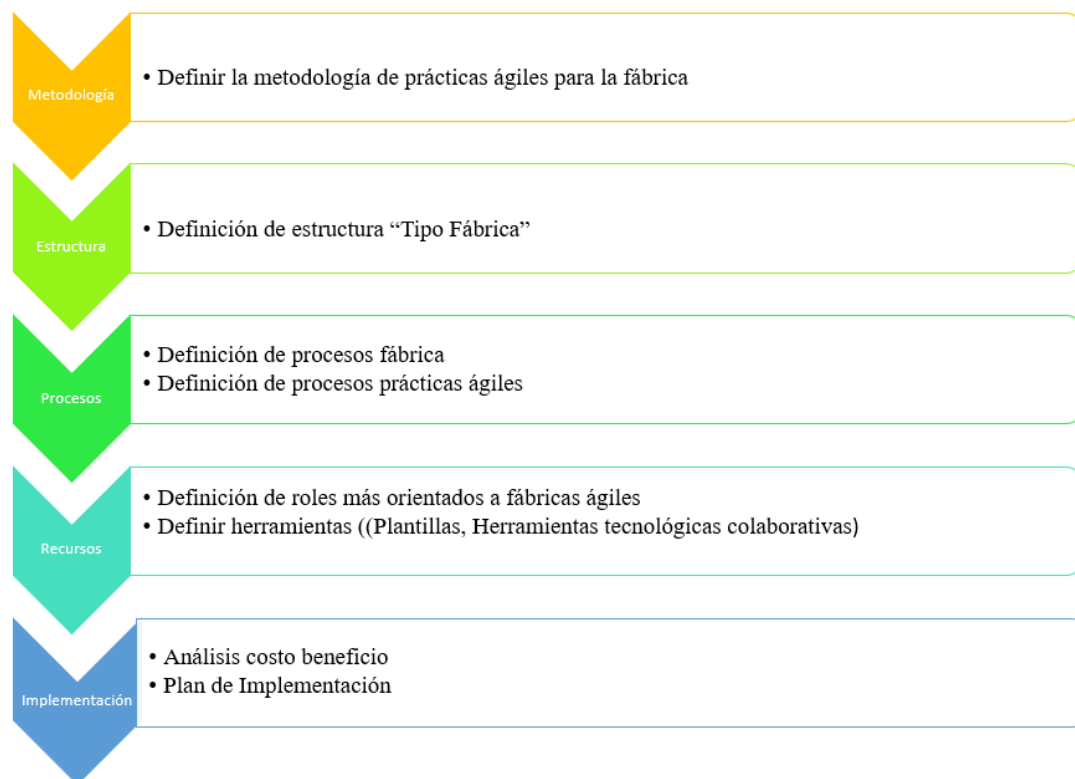 Metodología
• Definir la metodología de prácticas ágiles para la fábrica
Estructura
• Definición de estructura “Tipo Fábrica”
Procesos
• Definición de procesos fábrica
• Definición de procesos prácticas ágiles
Recursos
• Definición de roles más orientados a fábricas ágiles
• Definir herramientas ((Plantillas, Herramientas tecnológicas colaborativas)
Implementación
• Análisis costo beneficio
• Plan de Implementación